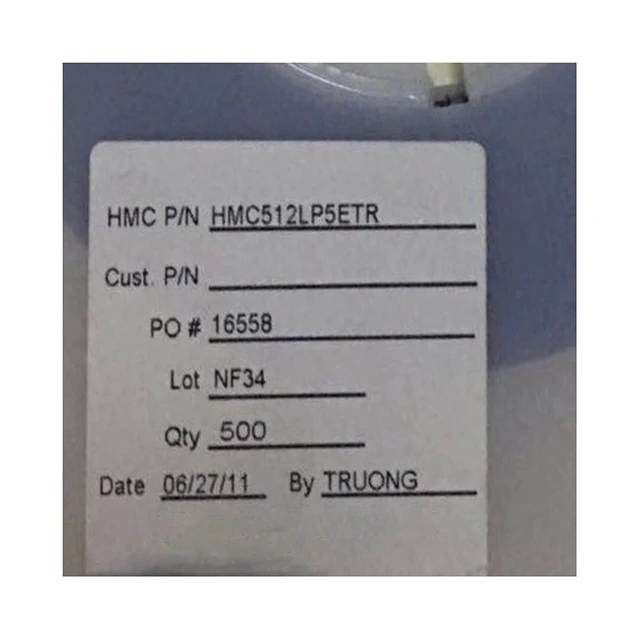 HMC P/N HMC512LP5ETR
Cust. P/N
PO # 16558
Lot NF34
Qty 500
Date 06/27/11 By TRUONG